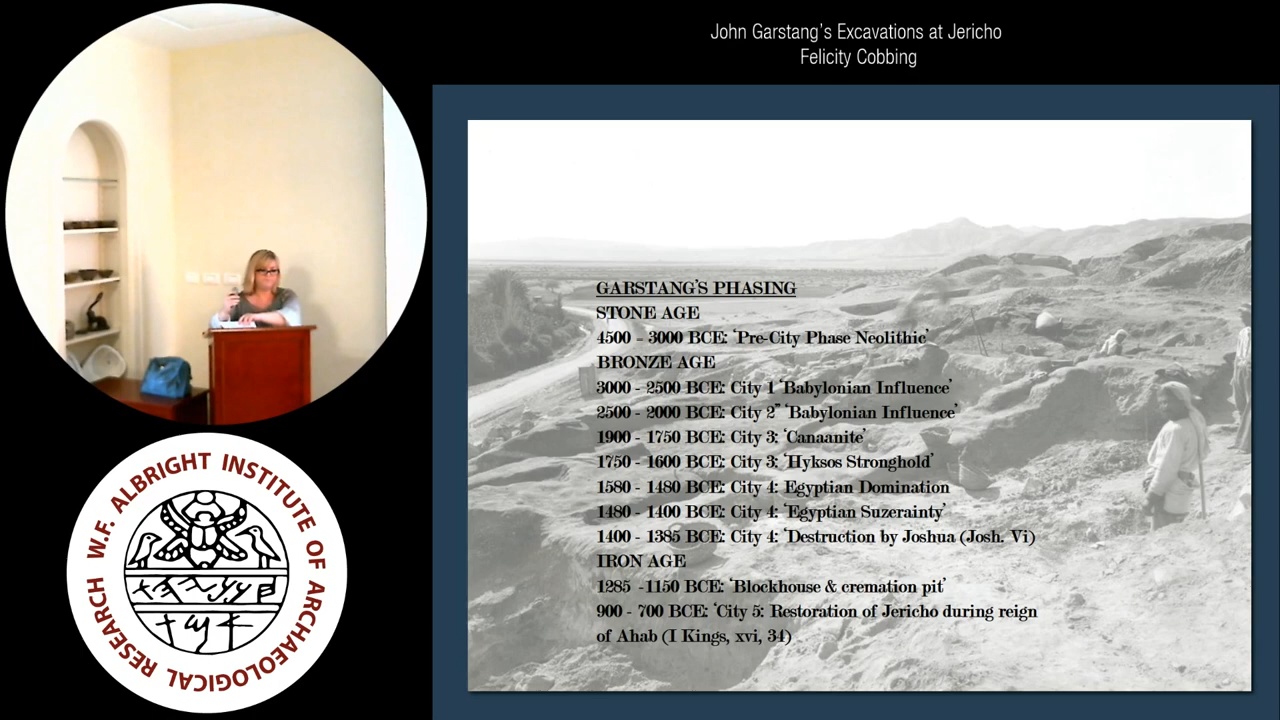 John Garstang's Excavations at Jericho
Felicity Cobbing
GARSTANG'S PHASING
STONE AGE
4500 - 3000 BCE: 'Pre-City Phase Neolithic'
BRONZE AGE
3000 - 2500 BCE: City 1 'Babylonian Influence'
2500 - 2000 BCE: City 2" 'Babylonian Influence'
1900 - 1750 BCE: City 3: 'Canaanite'
1750 - 1600 BCE: City 3: 'Hyksos Stronghold'
1580 - 1480 BCE: City 4: Egyptian Domination
1480 - 1400 BCE: City 4: 'Egyptian Suzerainty'
1400 - 1385 BCE: City 4: 'Destruction by Joshua (Josh. Vi)
IRON AGE
1285 -1150 BCE: 'Blockhouse & cremation pit'
900 - 700 BCE: 'City 5: Restoration of Jericho during reign
of Ahab (I Kings, xvi, 34)
W.F. ALBRIGHT INSTITUTE OF ARCHAEOLOGICAL RESEARCH